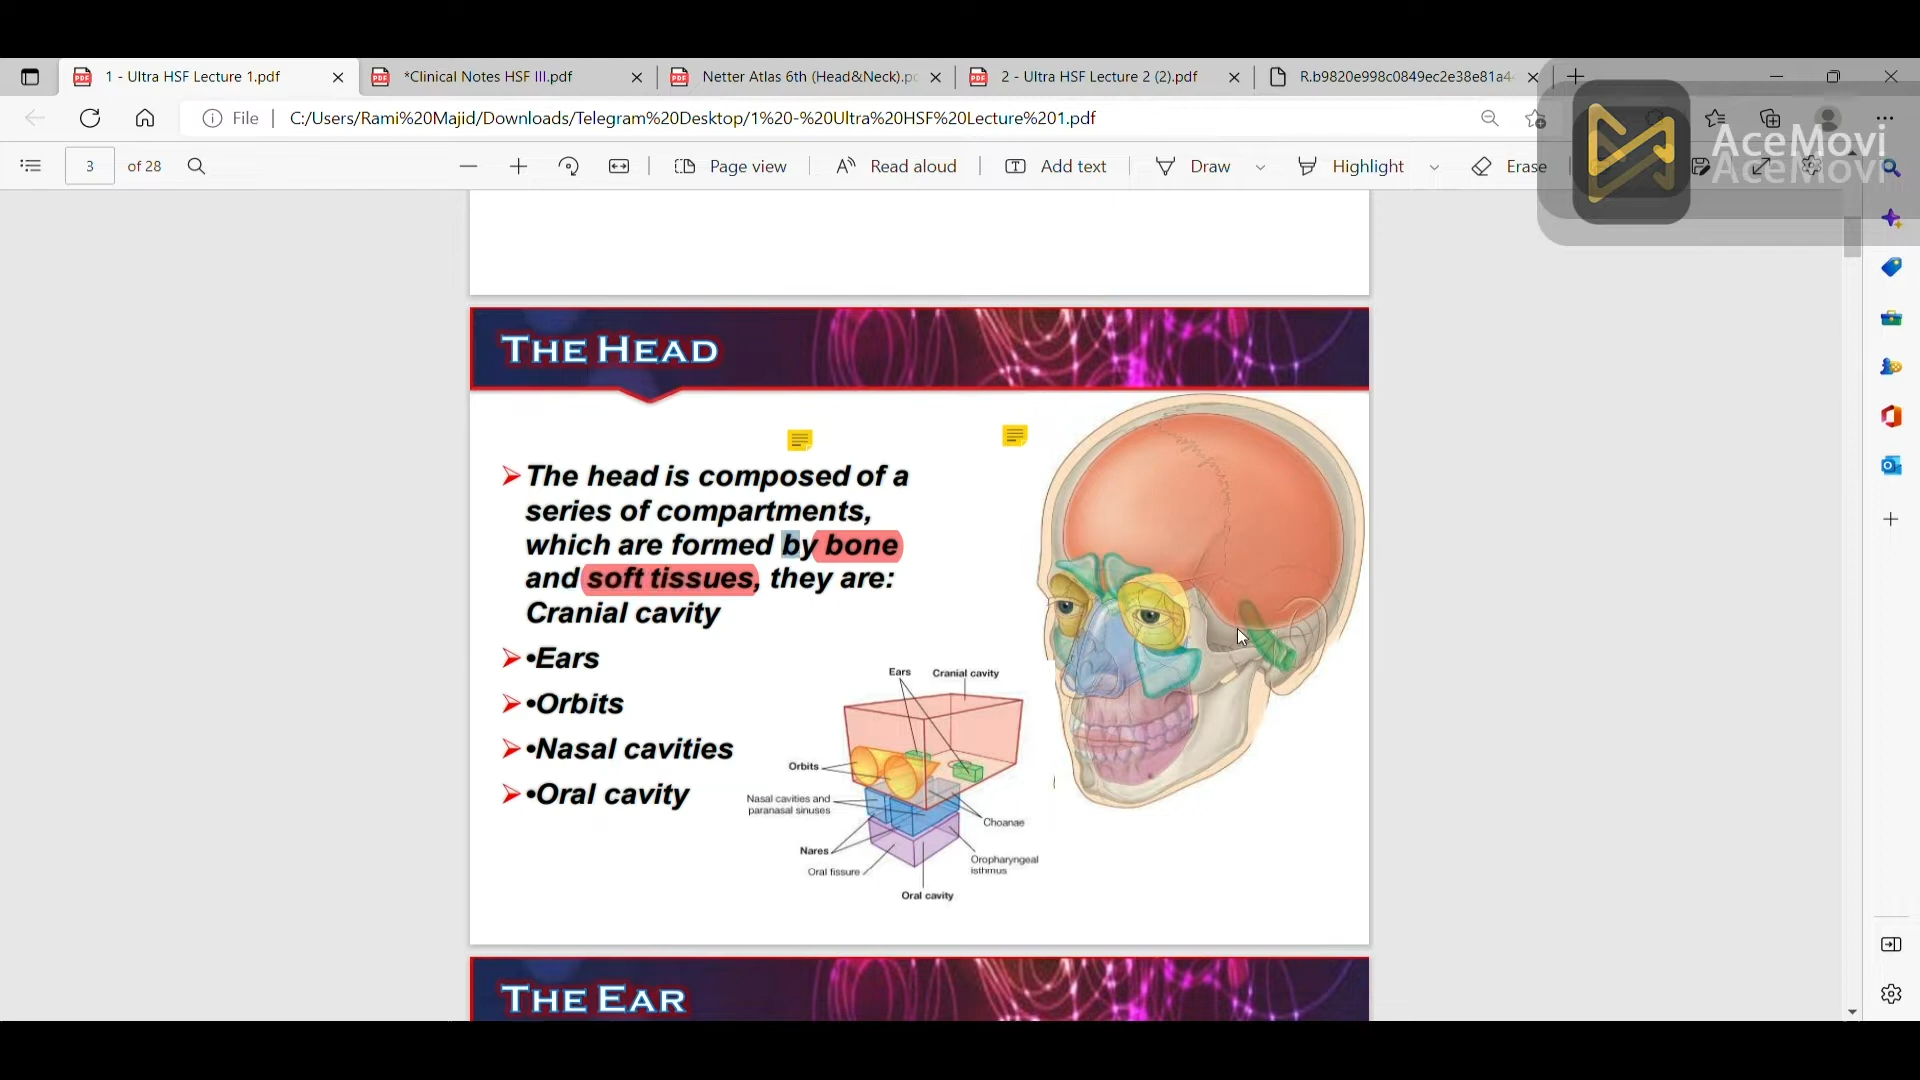 1 - Ultra HSF Lecture 1.pdf
*Clinical Notes HSF III.pdf
Netter Atlas 6th (Head&Neck).pc
2 - Ultra HSF Lecture 2 (2).pdf
R.b9820e998c0849ec2e38e81a4
File
C:/Users/Rami%20Majid/Downloads/Telegram%20Desktop/1%20-%20Ultra%20HSF%20Lecture%201.pdf
3 of 28
Page view
Read aloud
Add text
Draw
Highlight
Erase
AceMovi
AceMovi
THE HEAD
The head is composed of a
series of compartments,
which are formed by bone
and soft tissues, they are:
Cranial cavity
•Ears
•Orbits
•Nasal cavities
•Oral cavity
Ears
Cranial cavity
Orbits
Nasal cavities and
paranasal sinuses
Choanae
Nares
Oropharyngeal
isthmus
Oral fissure
Oral cavity
THE EAR